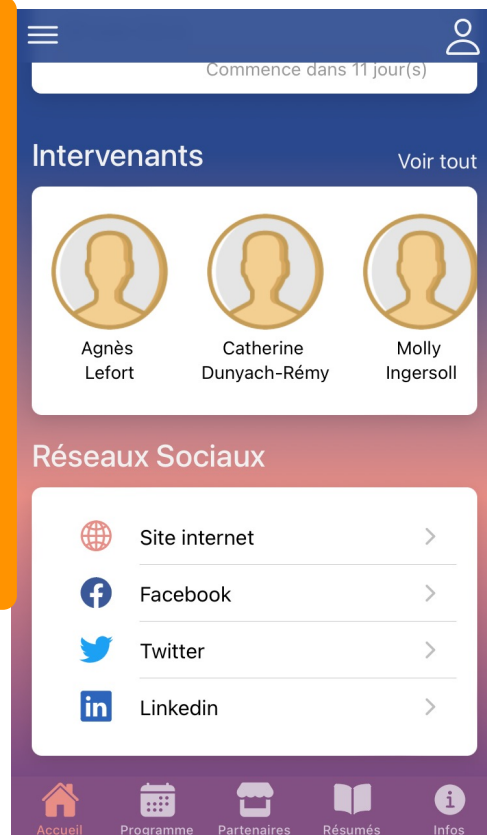 Commence dans 11 jour(s)
Intervenants
Voir tout
Agnès
Lefort
Catherine
Dunyach-Rémy
Molly
Ingersoll
Réseaux Sociaux
Site internet
Facebook
Twitter
Linkedin
Accueil
Programme
Partenaires
Résumés
Infos